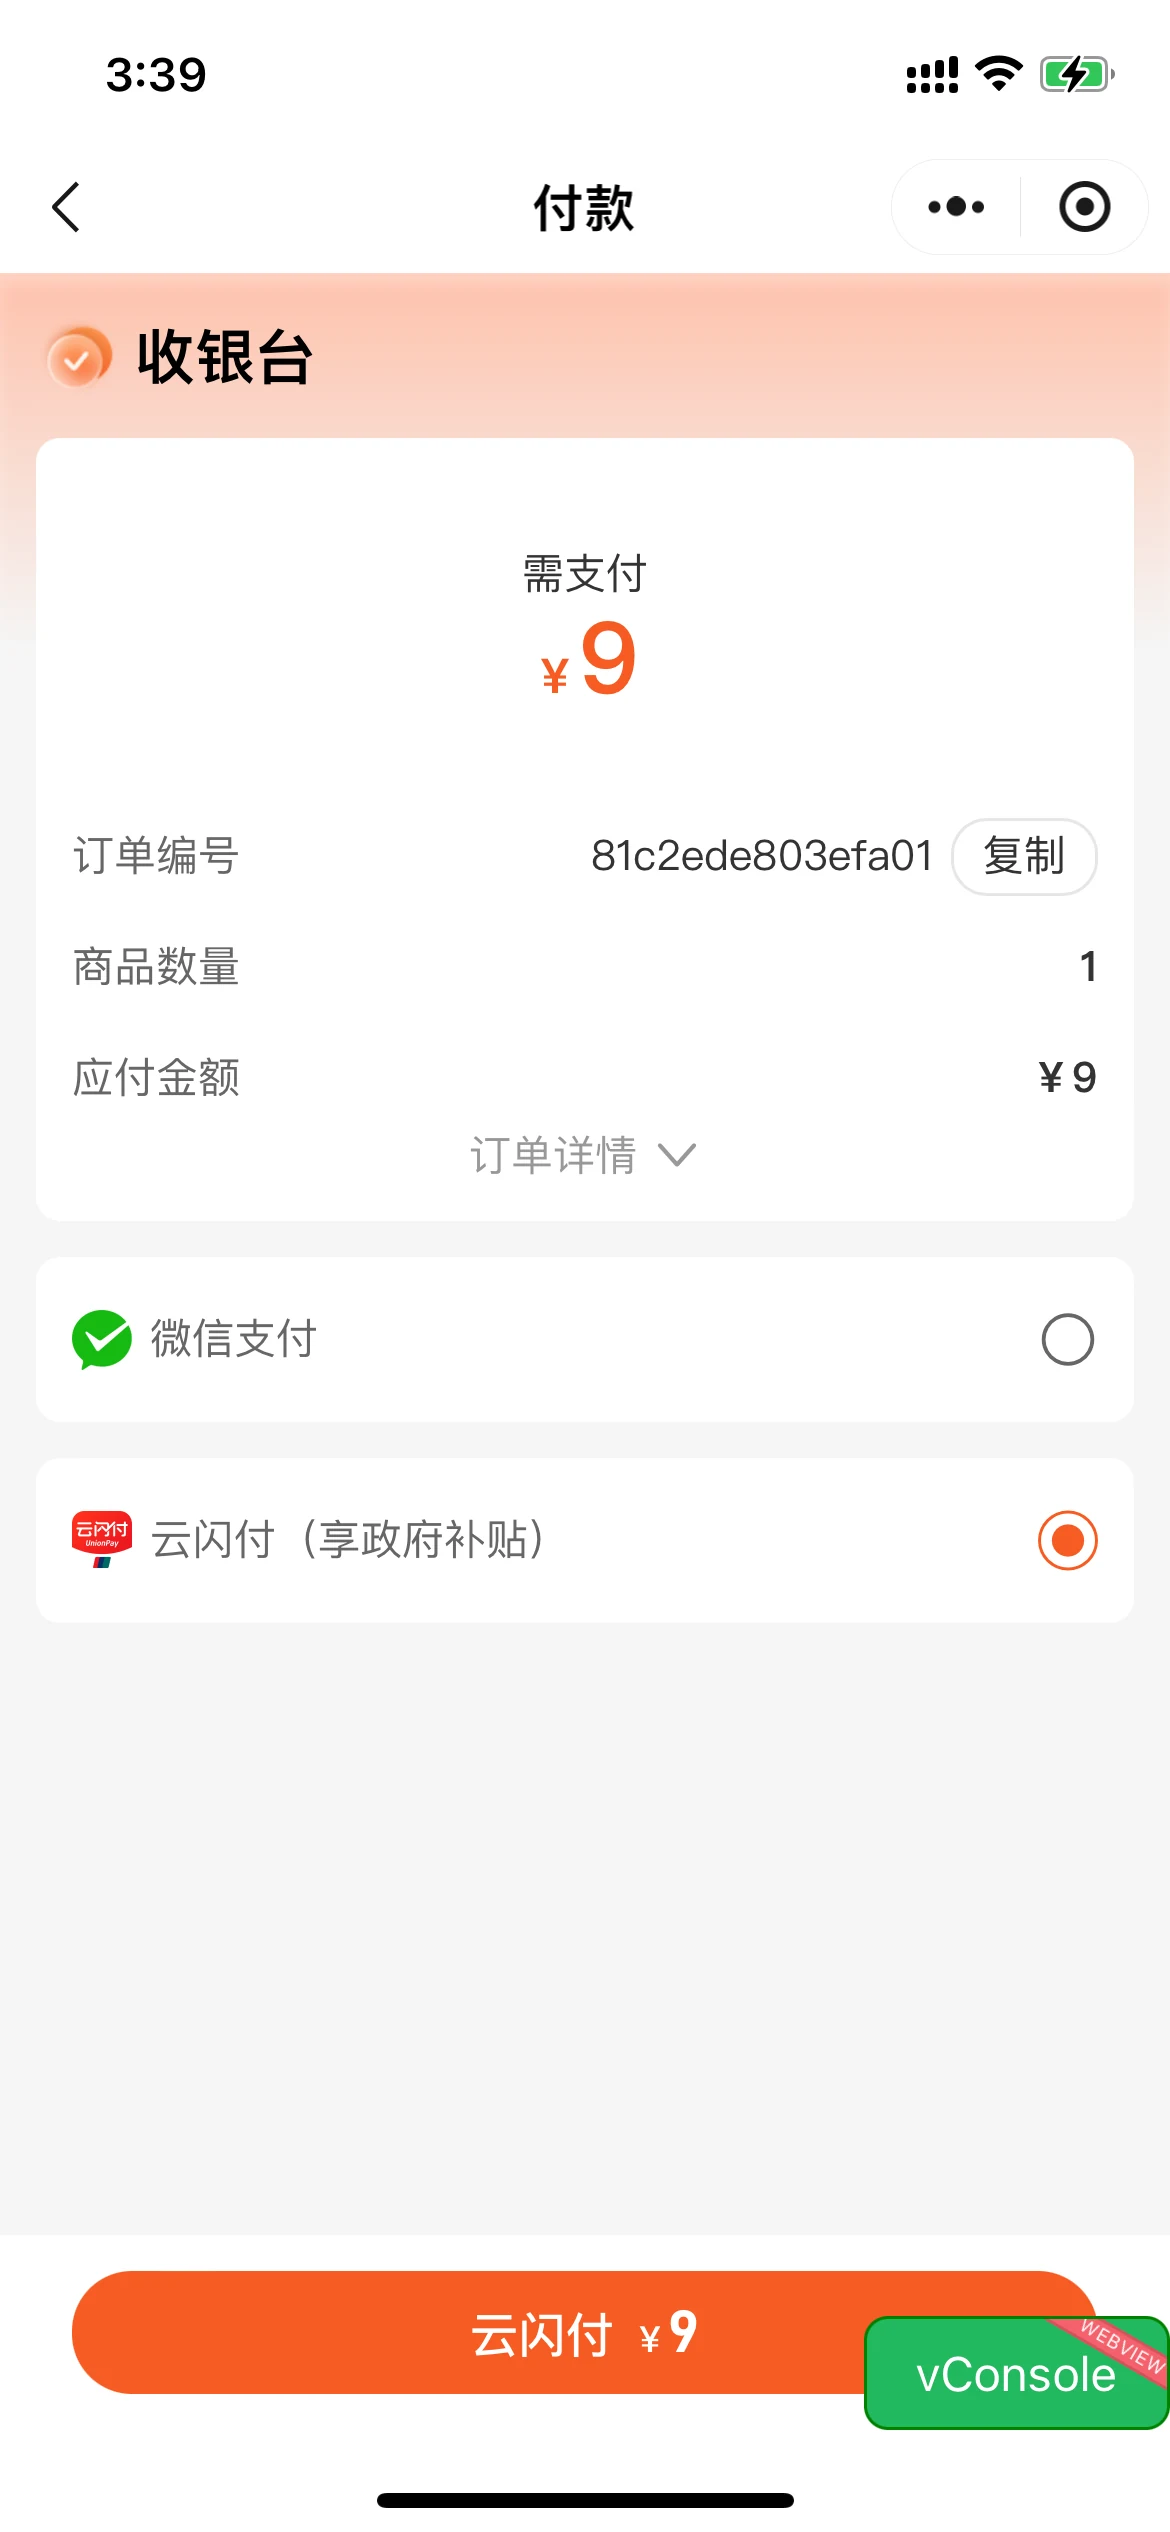 3:39
付款
收银台
需支付
¥9
订单编号 81c2ede803efa01 复制
商品数量 1
应付金额 ¥9
订单详情
微信支付
云闪付 UnionPay 云闪付（享政府补贴）
云闪付 ¥9
WEBVIEW
vConsole